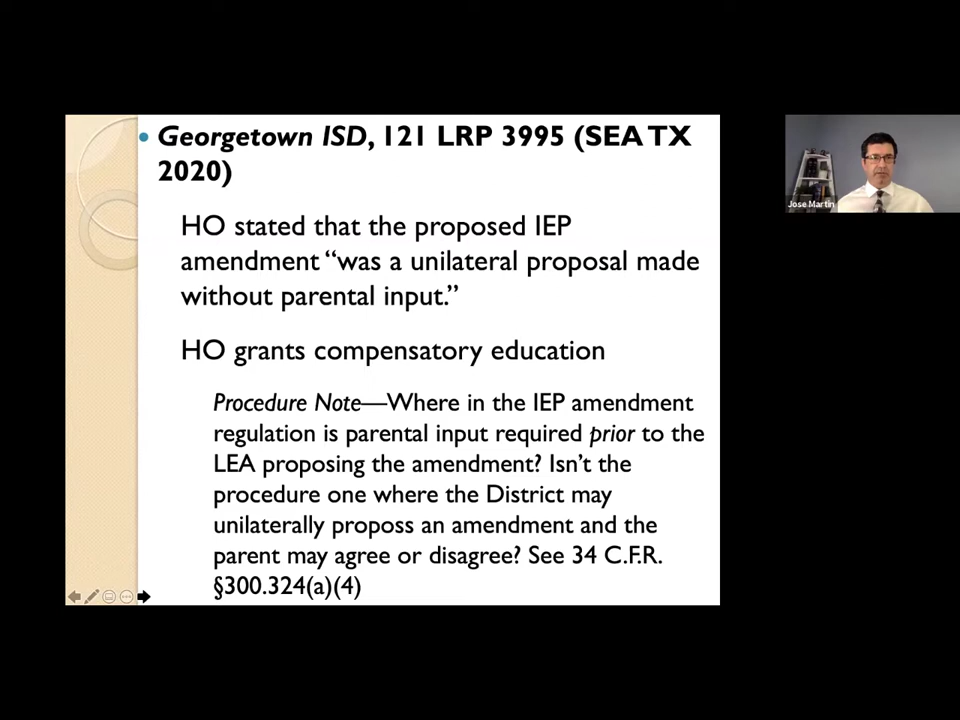 Georgetown ISD, 121 LRP 3995 (SEA TX
2020)
HO stated that the proposed IEP
amendment “was a unilateral proposal made
without parental input.”
HO grants compensatory education
Procedure Note—Where in the IEP amendment
regulation is parental input required prior to the
LEA proposing the amendment? Isn’t the
procedure one where the District may
unilaterally proposs an amendment and the
parent may agree or disagree? See 34 C.F.R.
§300.324(a)(4)
Jose Martin